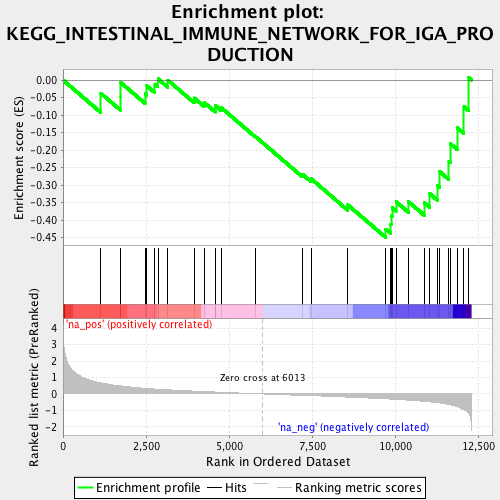 Enrichment plot:
KEGG_INTESTINAL_IMMUNE_NETWORK_FOR_IGA_PRO
DUCTION
Enrichment score (ES)
0.00
-0.05
-0.10
-0.15
-0.20
-0.25
-0.30
-0.35
-0.40
-0.45
'na_pos' (positively correlated)
Ranked list metric (PreRanked)
4
3
2
1
0
-1
-2
Zero cross at 6013
'na_neg' (negatively correlated)
0
2,500
5,000
7,500
10,000
12,500
Rank in Ordered Dataset
Enrichment profile
Hits
Ranking metric scores